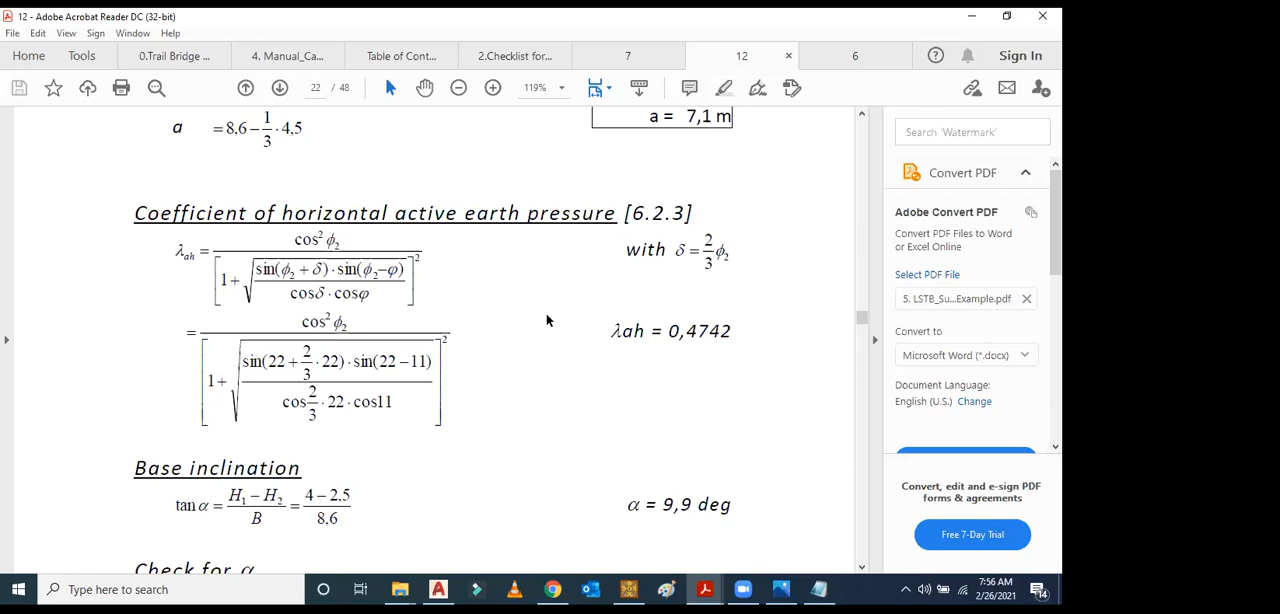 12 - Adobe Acrobat Reader DC (32-bit)
File Edit View Sign Window Help
Home Tools 0.Trail Bridge ... 4. Manual_Ca... Table of Cont... 2.Checklist for... 7 12 × 6 Sign In
22 / 48 119%
a = 8,6 − 1/3 · 4,5
a = 7,1 m
Coefficient of horizontal active earth pressure [6.2.3]
λah = cos² ϕ2 / [1 + √(sin(ϕ2 + δ) · sin(ϕ2 − φ) / cosδ · cosφ)]²
with δ = 2/3 ϕ2
= cos² ϕ2 / [1 + √(sin(22 + 2/3 · 22) · sin(22 − 11) / cos 2/3 · 22 · cos11)]²
λah = 0,4742
Base inclination
tan α = H1 − H2 / B = 4 − 2,5 / 8,6
α = 9,9 deg
Check for α
Search 'Watermark'
Convert PDF
Adobe Convert PDF
Convert PDF Files to Word
or Excel Online
Select PDF File
5. LSTB_Su...Example.pdf ×
Convert to
Microsoft Word (*.docx)
Document Language:
English (U.S.) Change
Convert, edit and e-sign PDF
forms & agreements
Free 7-Day Trial
Type here to search
7:56 AM
2/26/2021
14